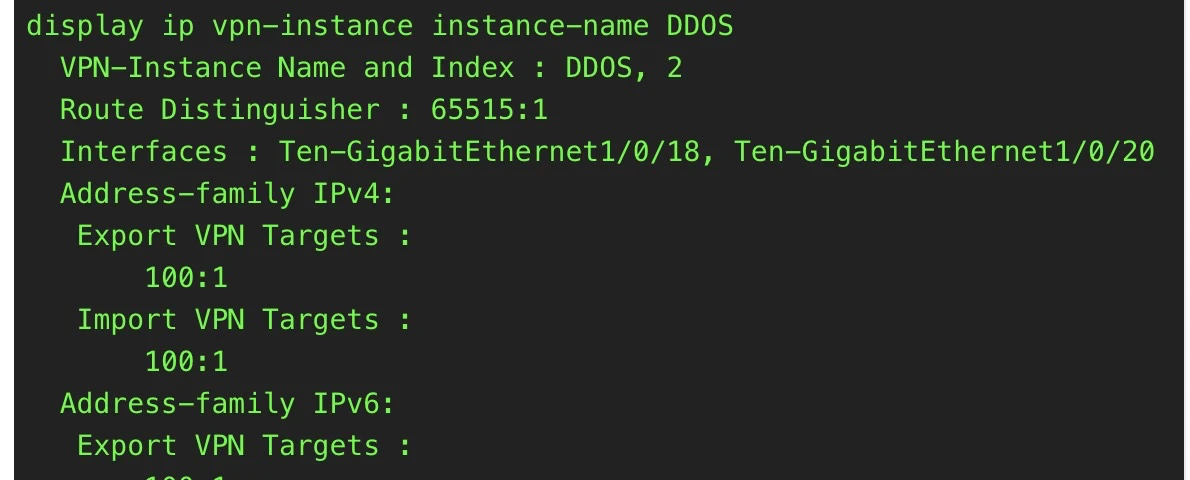 display ip vpn-instance instance-name DDOS
VPN-Instance Name and Index : DDOS, 2
Route Distinguisher : 65515:1
Interfaces : Ten-GigabitEthernet1/0/18, Ten-GigabitEthernet1/0/20
Address-family IPv4:
Export VPN Targets :
100:1
Import VPN Targets :
100:1
Address-family IPv6:
Export VPN Targets :